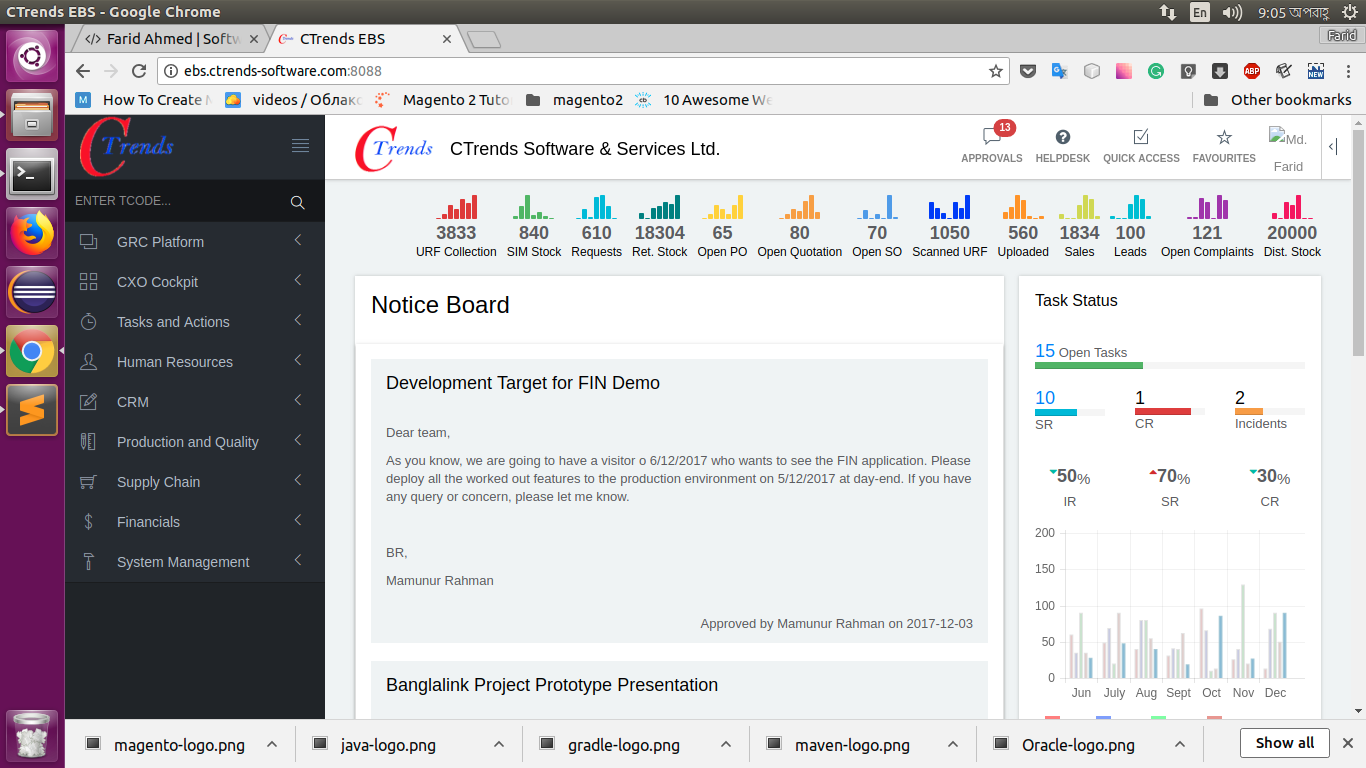 CTrends EBS - Google Chrome
En
9:05 অপরাহ্ণ
Farid Ahmed | Softw
CTrends EBS
Farid
ebs.ctrends-software.com:8088
ABP
NEW
M
How To Create M
videos / Облако
Magento 2 Tuto
magento2
cb
10 Awesome We
Other bookmarks
CTrends
CTrends
CTrends Software & Services Ltd.
13
APPROVALS
HELPDESK
QUICK ACCESS
FAVOURITES
Md. Farid
ENTER TCODE...
GRC Platform
CXO Cockpit
Tasks and Actions
Human Resources
CRM
Production and Quality
Supply Chain
Financials
System Management
3833 840 610 18304 65 80 70 1050 560 1834 100 121 20000
URF Collection SIM Stock Requests Ret. Stock Open PO Open Quotation Open SO Scanned URF Uploaded Sales Leads Open Complaints Dist. Stock
Notice Board
Development Target for FIN Demo
Dear team,
As you know, we are going to have a visitor o 6/12/2017 who wants to see the FIN application. Please
deploy all the worked out features to the production environment on 5/12/2017 at day-end. If you have
any query or concern, please let me know.
BR,
Mamunur Rahman
Approved by Mamunur Rahman on 2017-12-03
Banglalink Project Prototype Presentation
Task Status
15 Open Tasks
10 1 2
SR CR Incidents
50% 70% 30%
IR SR CR
200
150
100
50
0
Jun July Aug Sept Oct Nov Dec
magento-logo.png
java-logo.png
gradle-logo.png
maven-logo.png
Oracle-logo.png
Show all